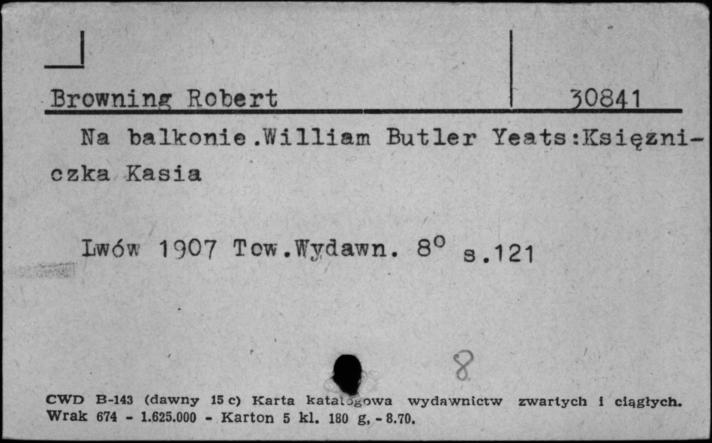 Browning Robert 30841
Na balkonie.William Butler Yeats:Księżni-
czka Kasia
Lwów 1907 Tow.Wydawn. 8° s.121
8
CWD B-143 (dawny 15 c) Karta katalogowa wydawnictw zwartych i ciągłych.
Wrak 674 - 1.625.000 - Karton 5 kl. 180 g, - 8.70.